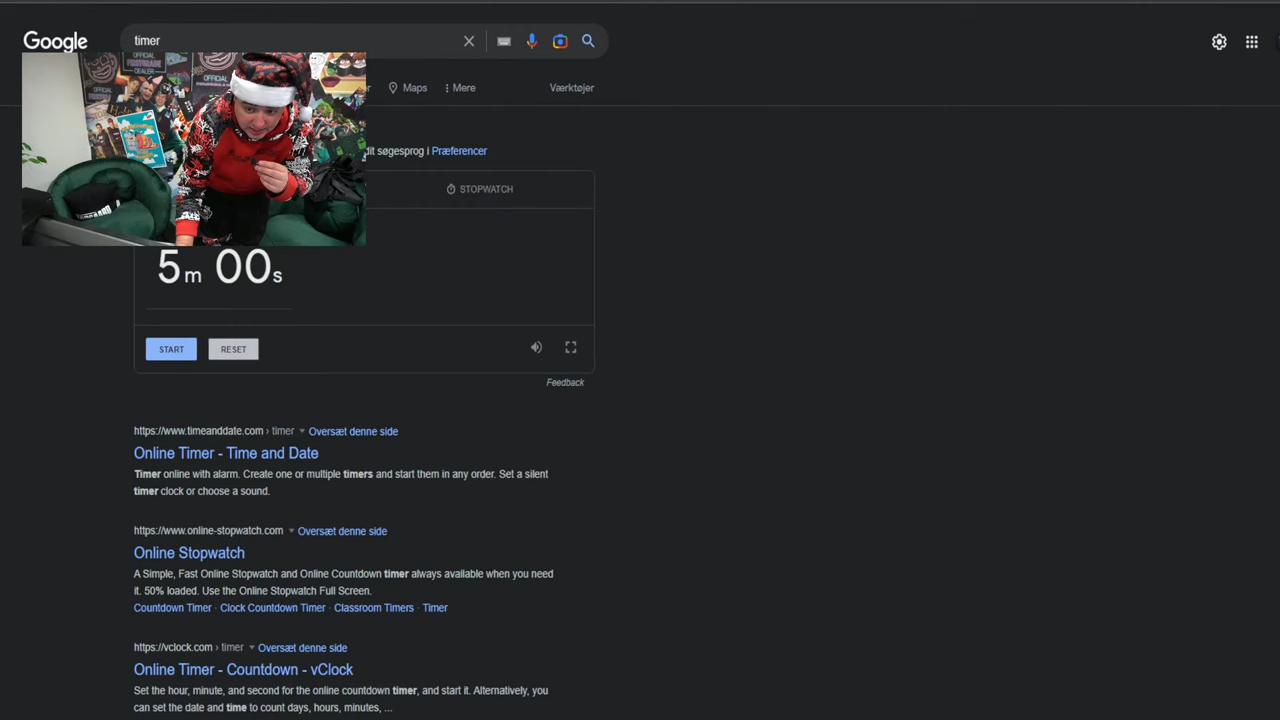 Google
timer
Maps
Mere
Værktøjer
dit søgesprog i Præferencer
STOPWATCH
5m 00s
START
RESET
Feedback
https://www.timeanddate.com › timer
Oversæt denne side
Online Timer - Time and Date
Timer online with alarm. Create one or multiple timers and start them in any order. Set a silent
timer clock or choose a sound.
https://www.online-stopwatch.com
Oversæt denne side
Online Stopwatch
A Simple, Fast Online Stopwatch and Online Countdown timer always available when you need
it. 50% loaded. Use the Online Stopwatch Full Screen.
Countdown Timer · Clock Countdown Timer · Classroom Timers · Timer
https://vclock.com › timer
Oversæt denne side
Online Timer - Countdown - vClock
Set the hour, minute, and second for the online countdown timer, and start it. Alternatively, you
can set the date and time to count days, hours, minutes, ...